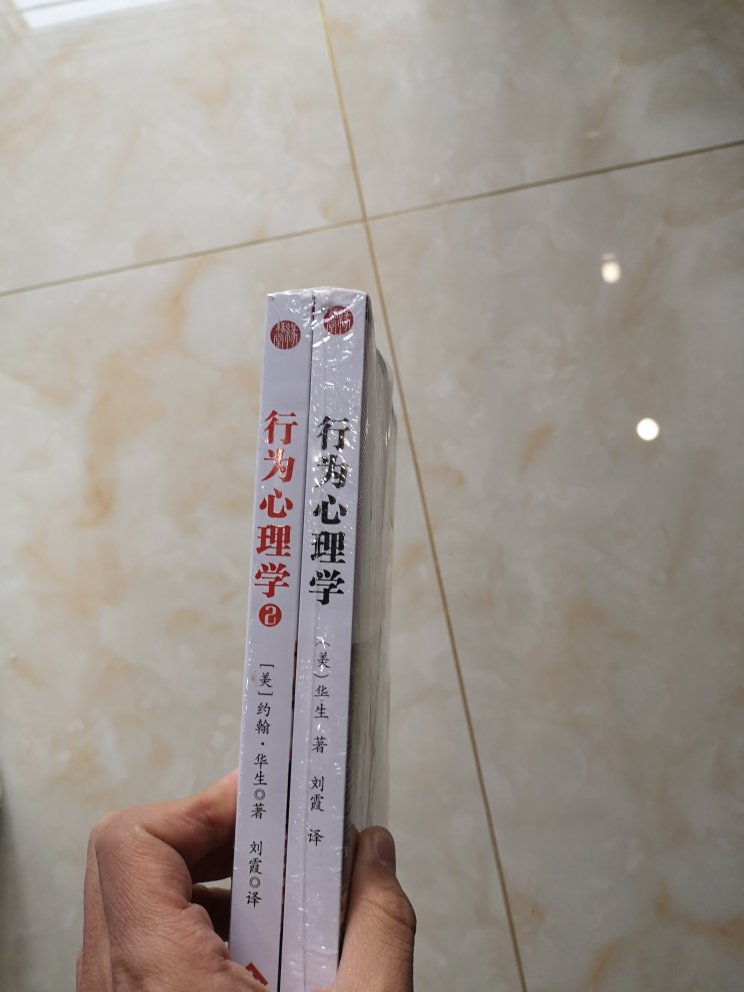 行为心理学2
[美]约翰·华生◎著
刘霞◎译
行为心理学
（美）华生 著
刘霞 译